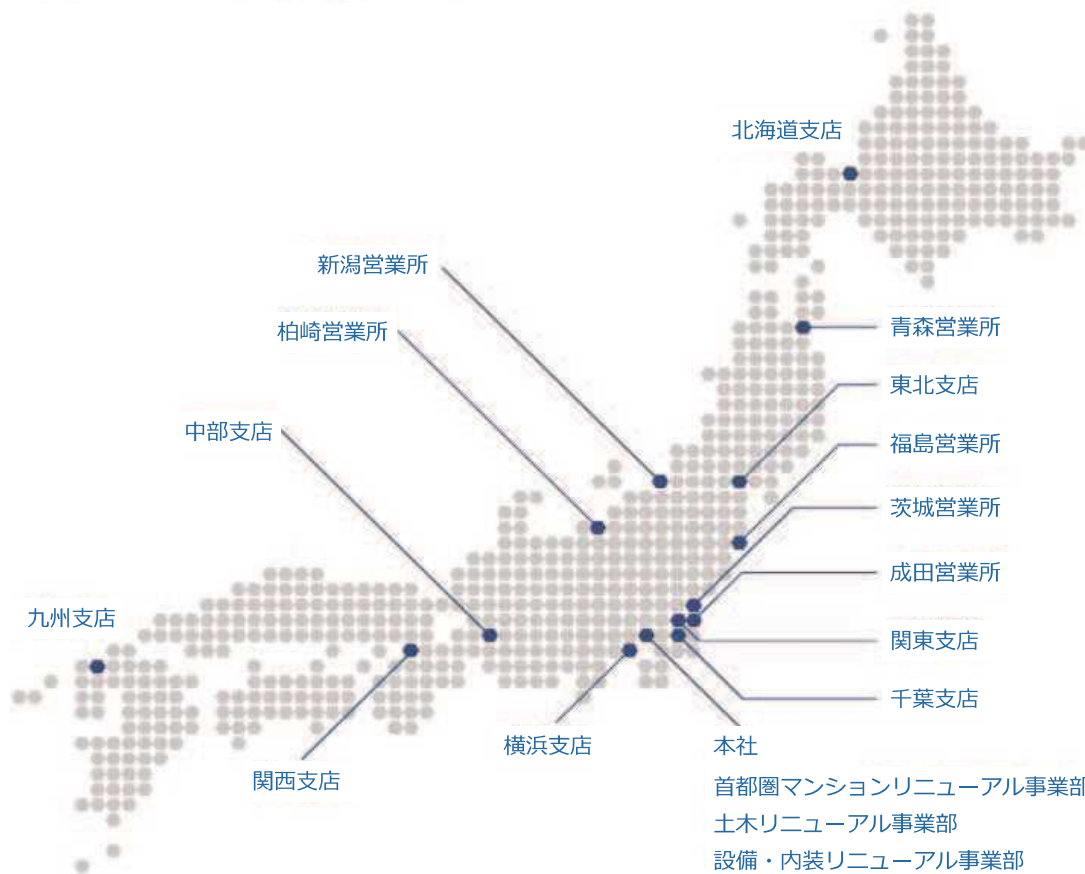 北海道支店
新潟営業所
柏崎営業所
青森営業所
東北支店
中部支店
福島営業所
茨城営業所
成田営業所
九州支店
関東支店
千葉支店
横浜支店
本社
関西支店
首都圏マンションリニューアル事業部
土木リニューアル事業部
設備・内装リニューアル事業部